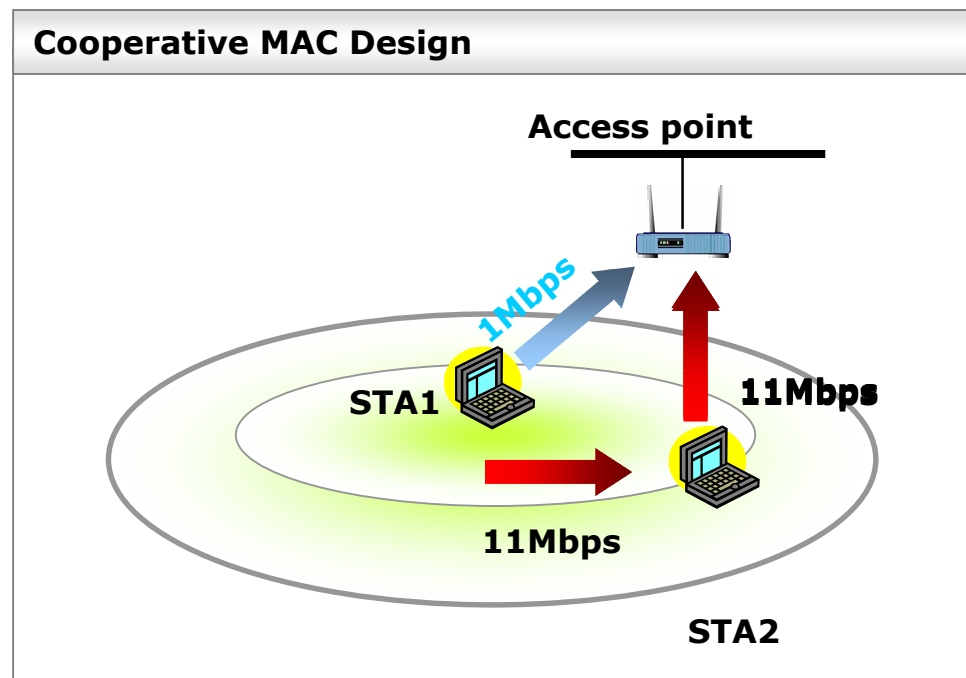 Cooperative MAC Design
Access point
1Mbps
STA1
11Mbps
11Mbps
STA2